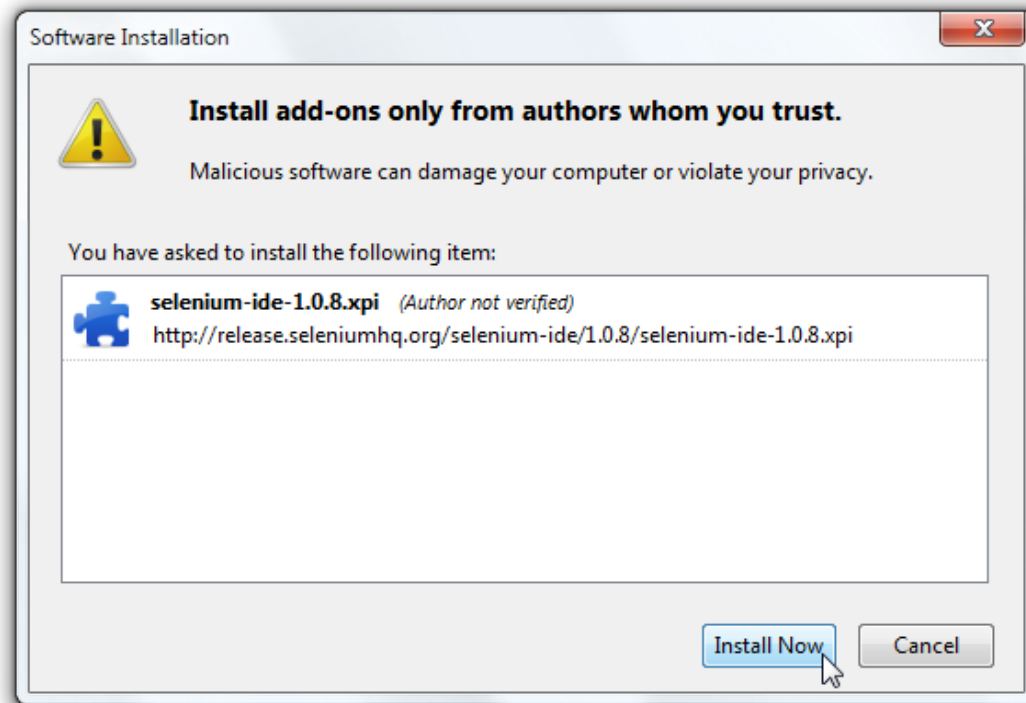 Software Installation
Install add-ons only from authors whom you trust.
Malicious software can damage your computer or violate your privacy.
You have asked to install the following item:
selenium-ide-1.0.8.xpi (Author not verified)
http://release.seleniumhq.org/selenium-ide/1.0.8/selenium-ide-1.0.8.xpi
Install Now Cancel